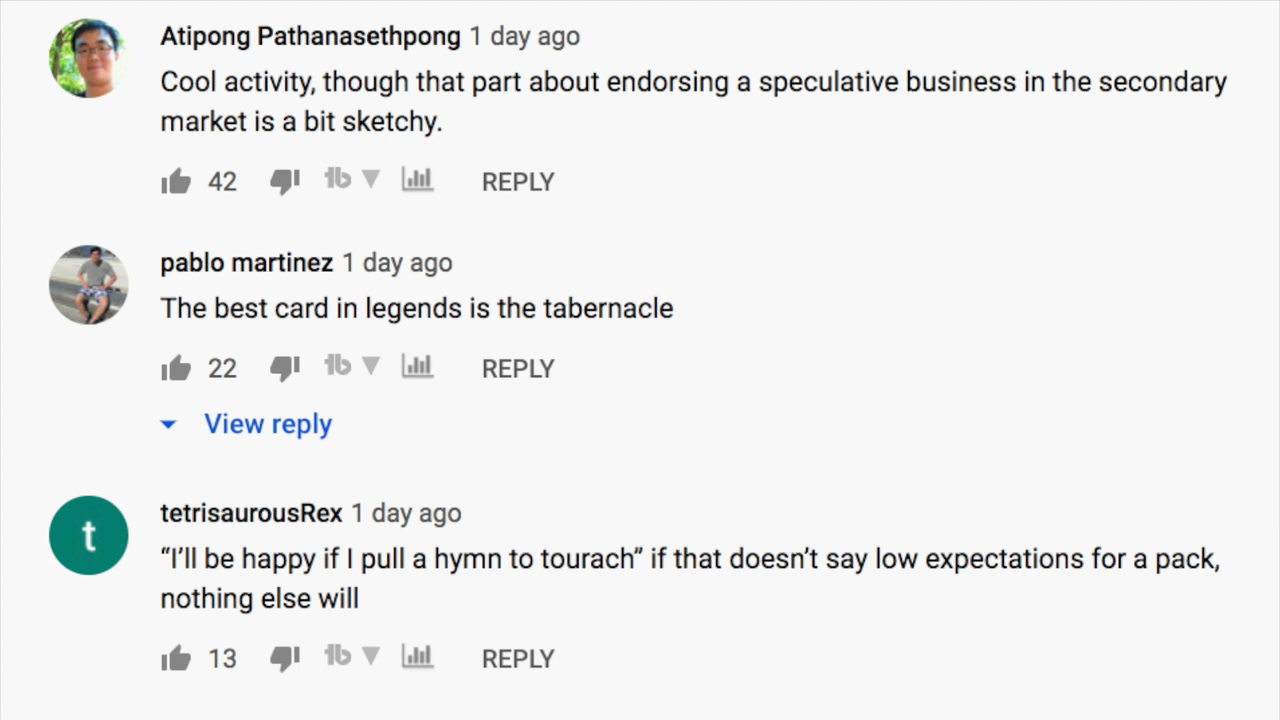 Atipong Pathanasethpong 1 day ago
Cool activity, though that part about endorsing a speculative business in the secondary
market is a bit sketchy.
42 REPLY
pablo martinez 1 day ago
The best card in legends is the tabernacle
22 REPLY
View reply
t
tetrisaurousRex 1 day ago
“I’ll be happy if I pull a hymn to tourach” if that doesn’t say low expectations for a pack,
nothing else will
13 REPLY